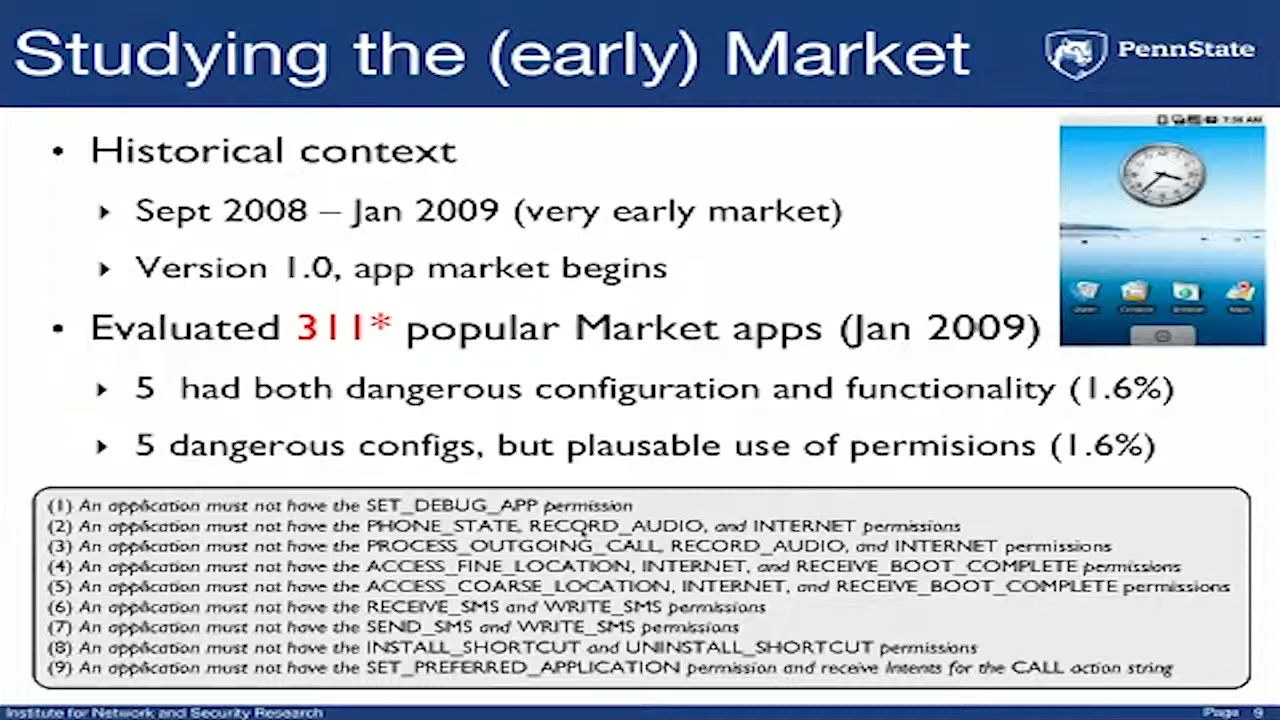 Studying the (early) Market
PennState
7:36 AM
• Historical context
‣ Sept 2008 – Jan 2009 (very early market)
‣ Version 1.0, app market begins
• Evaluated 311* popular Market apps (Jan 2009)
‣ 5 had both dangerous configuration and functionality (1.6%)
‣ 5 dangerous configs, but plausable use of permisions (1.6%)
(1) An application must not have the SET_DEBUG_APP permission
(2) An application must not have the PHONE_STATE, RECORD_AUDIO, and INTERNET permissions
(3) An application must not have the PROCESS_OUTGOING_CALL, RECORD_AUDIO, and INTERNET permissions
(4) An application must not have the ACCESS_FINE_LOCATION, INTERNET, and RECEIVE_BOOT_COMPLETE permissions
(5) An application must not have the ACCESS_COARSE_LOCATION, INTERNET, and RECEIVE_BOOT_COMPLETE permissions
(6) An application must not have the RECEIVE_SMS and WRITE_SMS permissions
(7) An application must not have the SEND_SMS and WRITE_SMS permissions
(8) An application must not have the INSTALL_SHORTCUT and UNINSTALL_SHORTCUT permissions
(9) An application must not have the SET_PREFERRED_APPLICATION permission and receive Intents for the CALL action string
Institute for Network and Security Research
Page 9